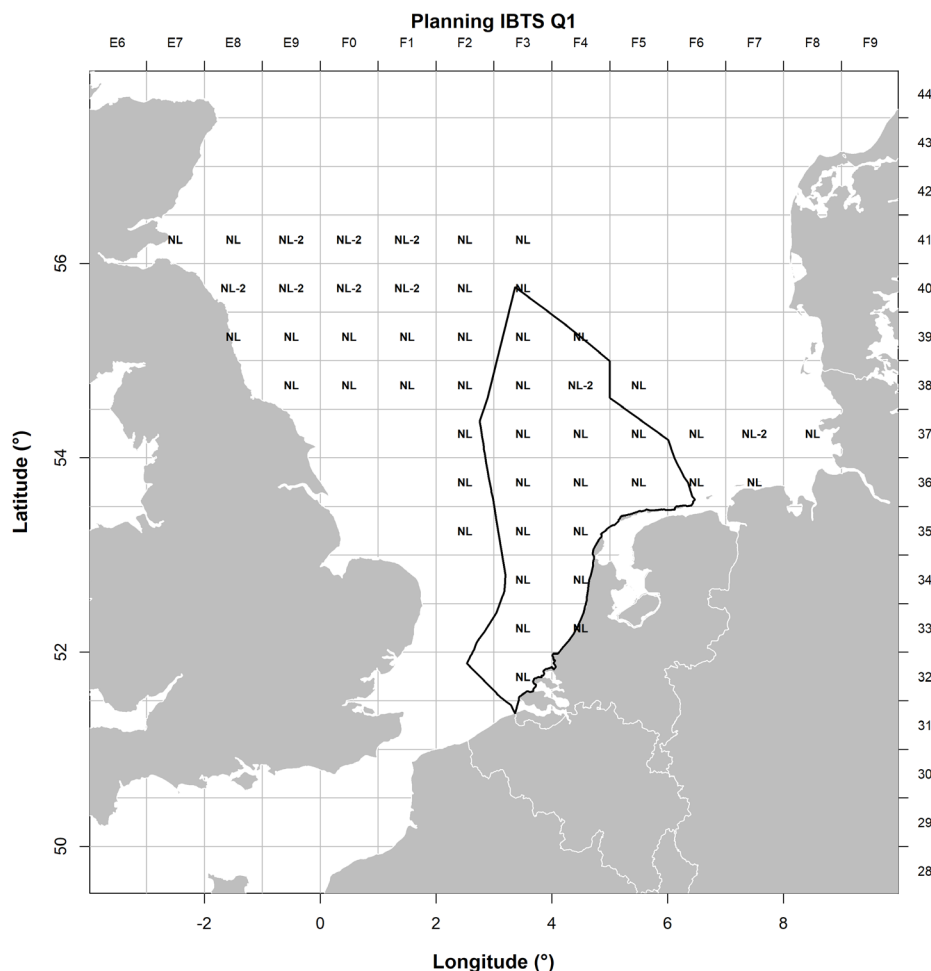 Planning IBTS Q1
E6 E7 E8 E9 F0 F1 F2 F3 F4 F5 F6 F7 F8 F9
44
43
42
NL NL NL-2 NL-2 NL-2 NL NL 41
56
NL-2 NL-2 NL-2 NL-2 NL NL 40
NL NL NL NL NL NL NL 39
NL NL NL NL NL NL-2 NL 38
NL NL NL NL NL NL-2 NL 37
54
NL NL NL NL NL NL 36
NL NL NL 35
NL NL 34
NL NL 33
52
NL 32
31
30
29
50
28
-2 0 2 4 6 8
Latitude (°)
Longitude (°)